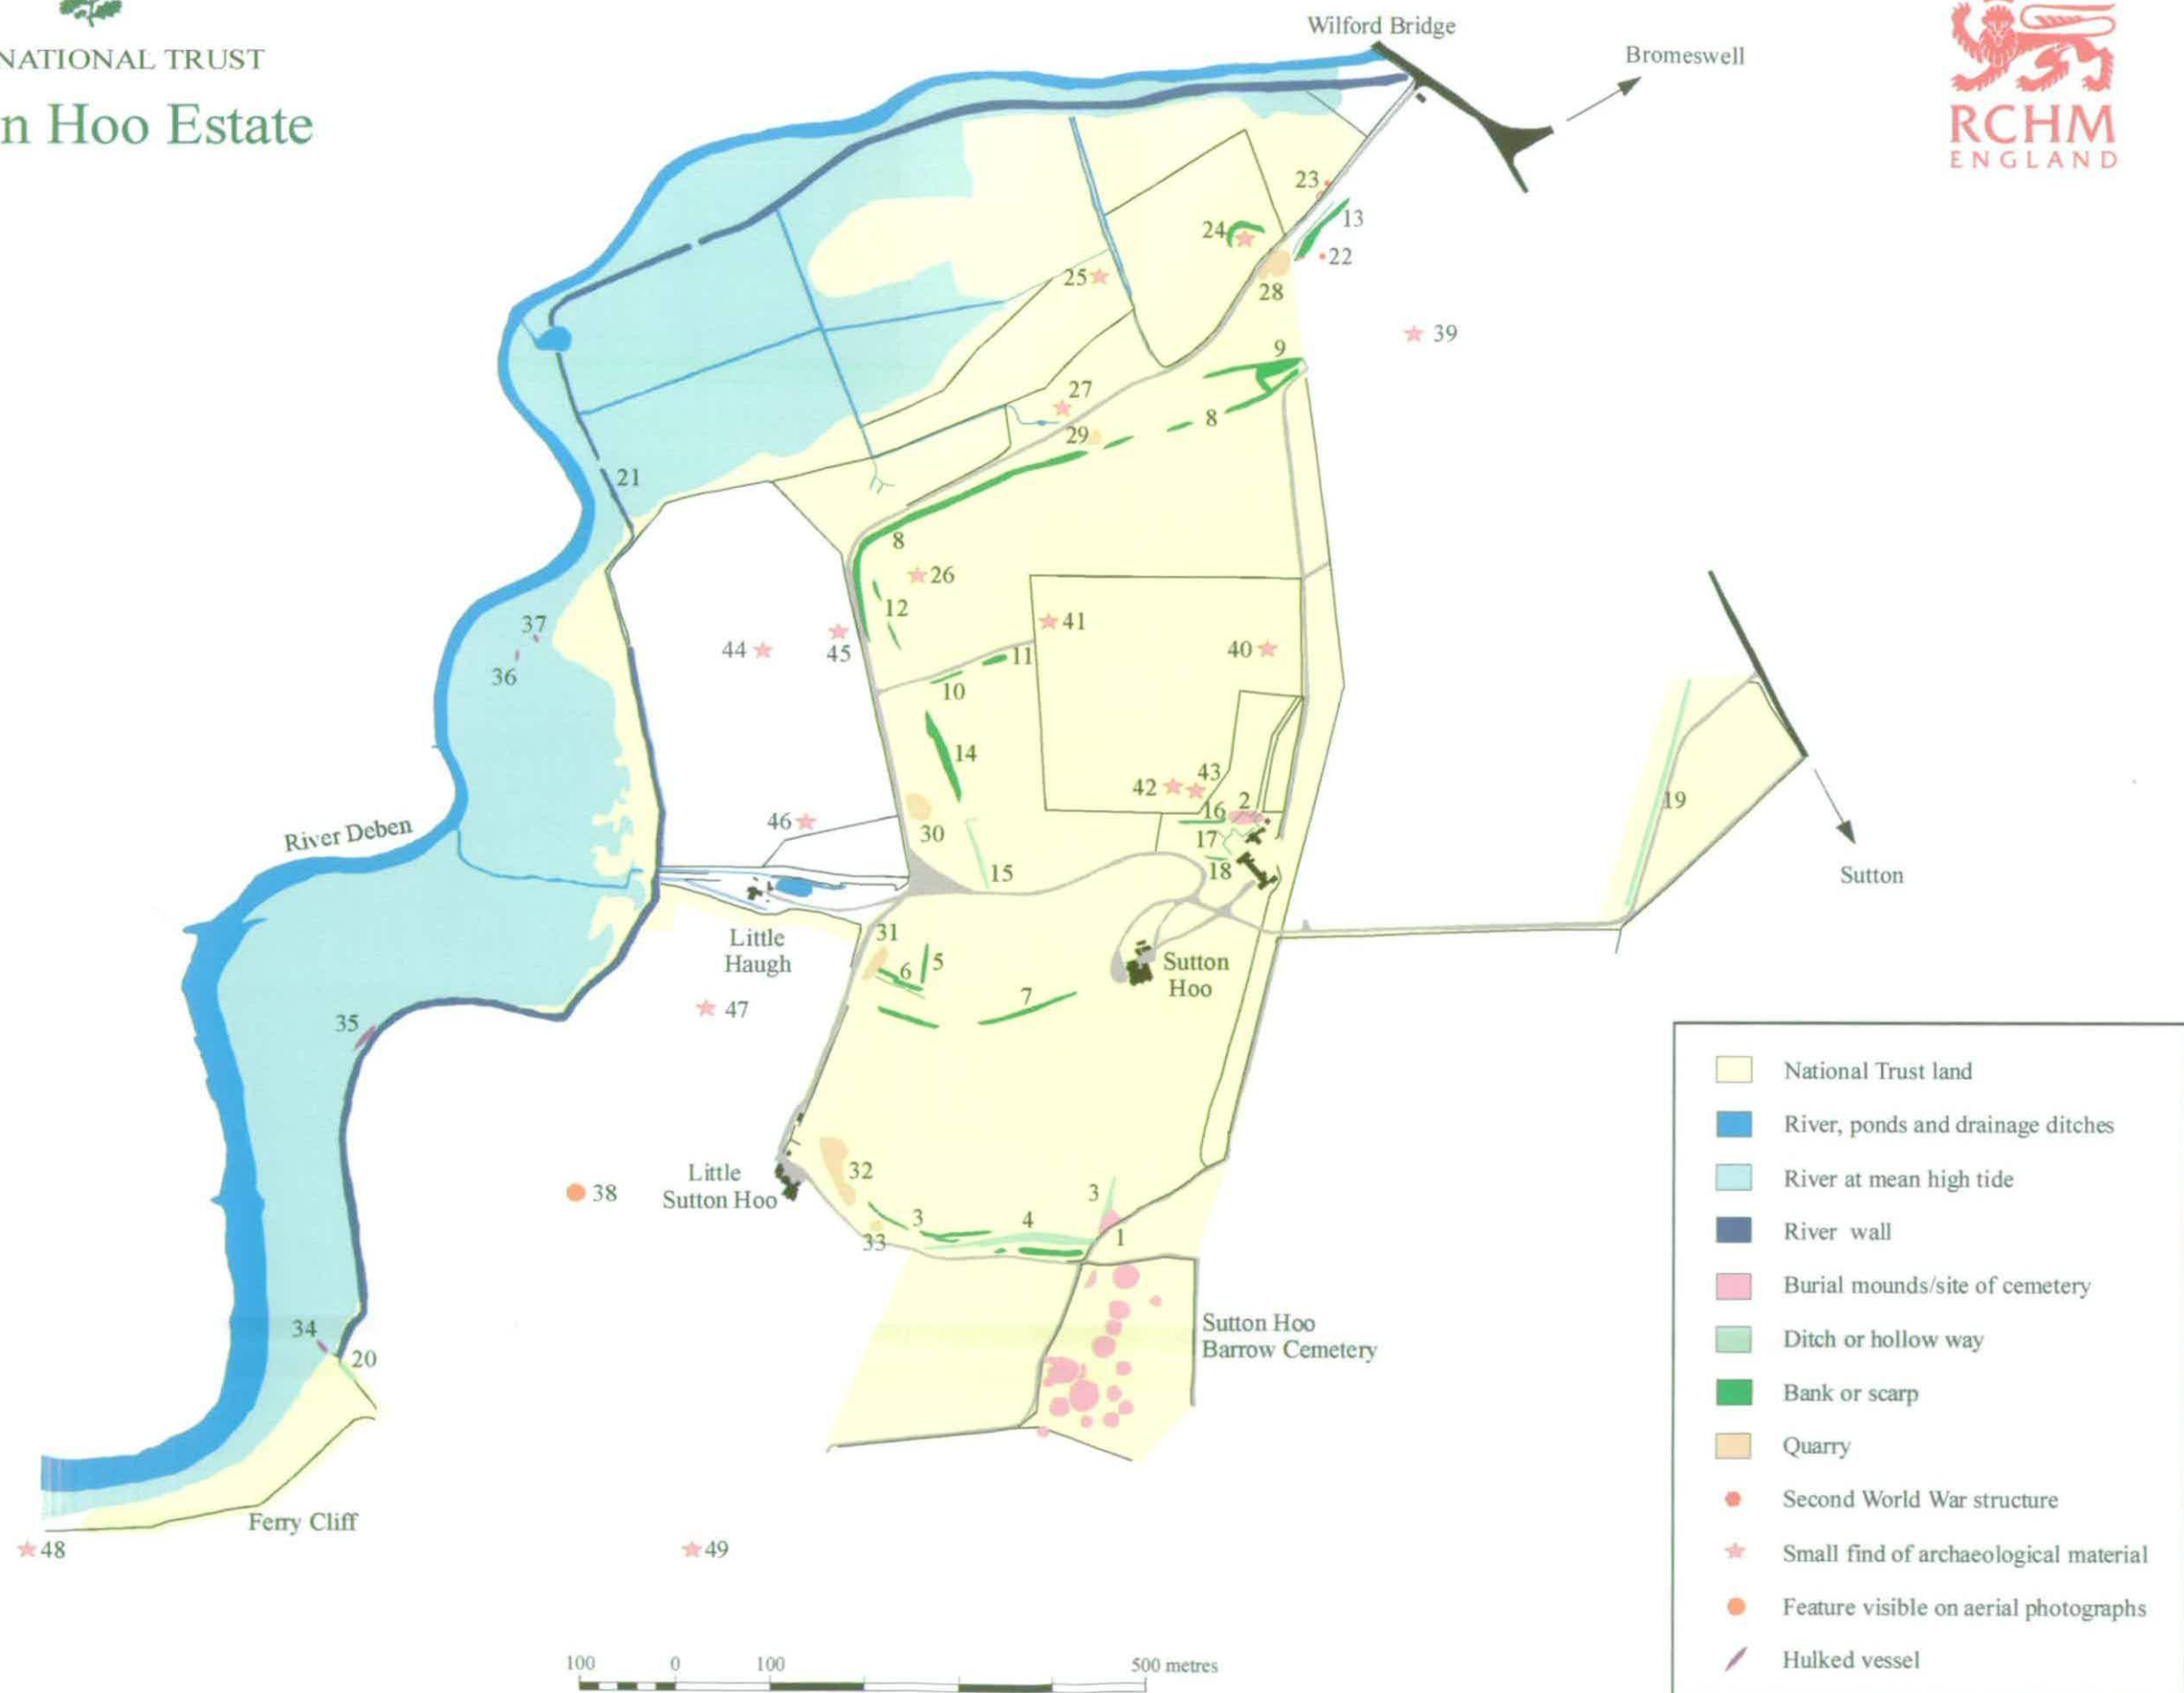 NATIONAL TRUST
n Hoo Estate
RCHM
ENGLAND
Wilford Bridge
Bromeswell
23
13
24
22
25
28
39
9
27
8
29
21
8
26
12
37
41
44
45
40
36
11
10
14
43
42
2
19
16
46
River Deben
30
17
15
18
Sutton
31
Little
Haugh
5
6
Sutton
Hoo
7
47
35
National Trust land
River, ponds and drainage ditches
River at mean high tide
River wall
Burial mounds/site of cemetery
Ditch or hollow way
Bank or scarp
Quarry
Second World War structure
Small find of archaeological material
Feature visible on aerial photographs
Hulked vessel
32
Little
Sutton Hoo
38
3
3
4
1
33
Sutton Hoo
Barrow Cemetery
34
20
Ferry Cliff
48
49
100 0 100 500 metres